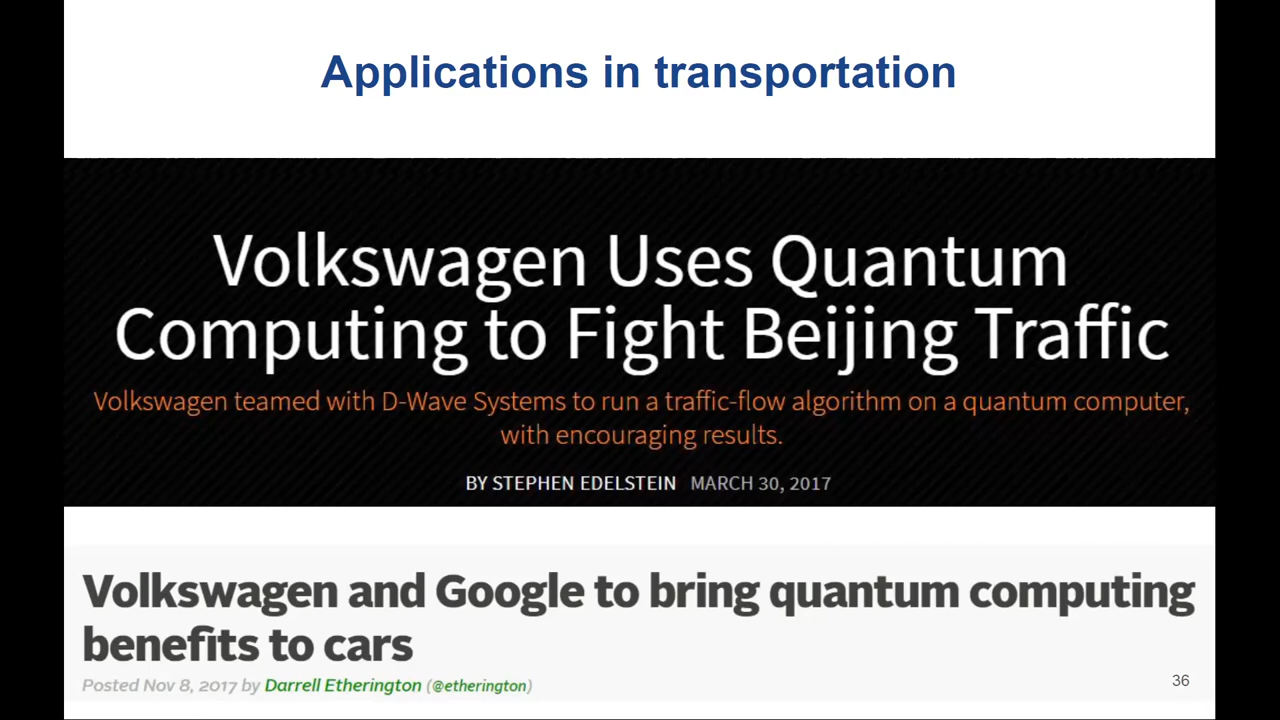 Applications in transportation
Volkswagen Uses Quantum
Computing to Fight Beijing Traffic
Volkswagen teamed with D-Wave Systems to run a traffic-flow algorithm on a quantum computer,
with encouraging results.
BY STEPHEN EDELSTEIN MARCH 30, 2017
Volkswagen and Google to bring quantum computing
benefits to cars
Posted Nov 8, 2017 by Darrell Etherington (@etherington)
36